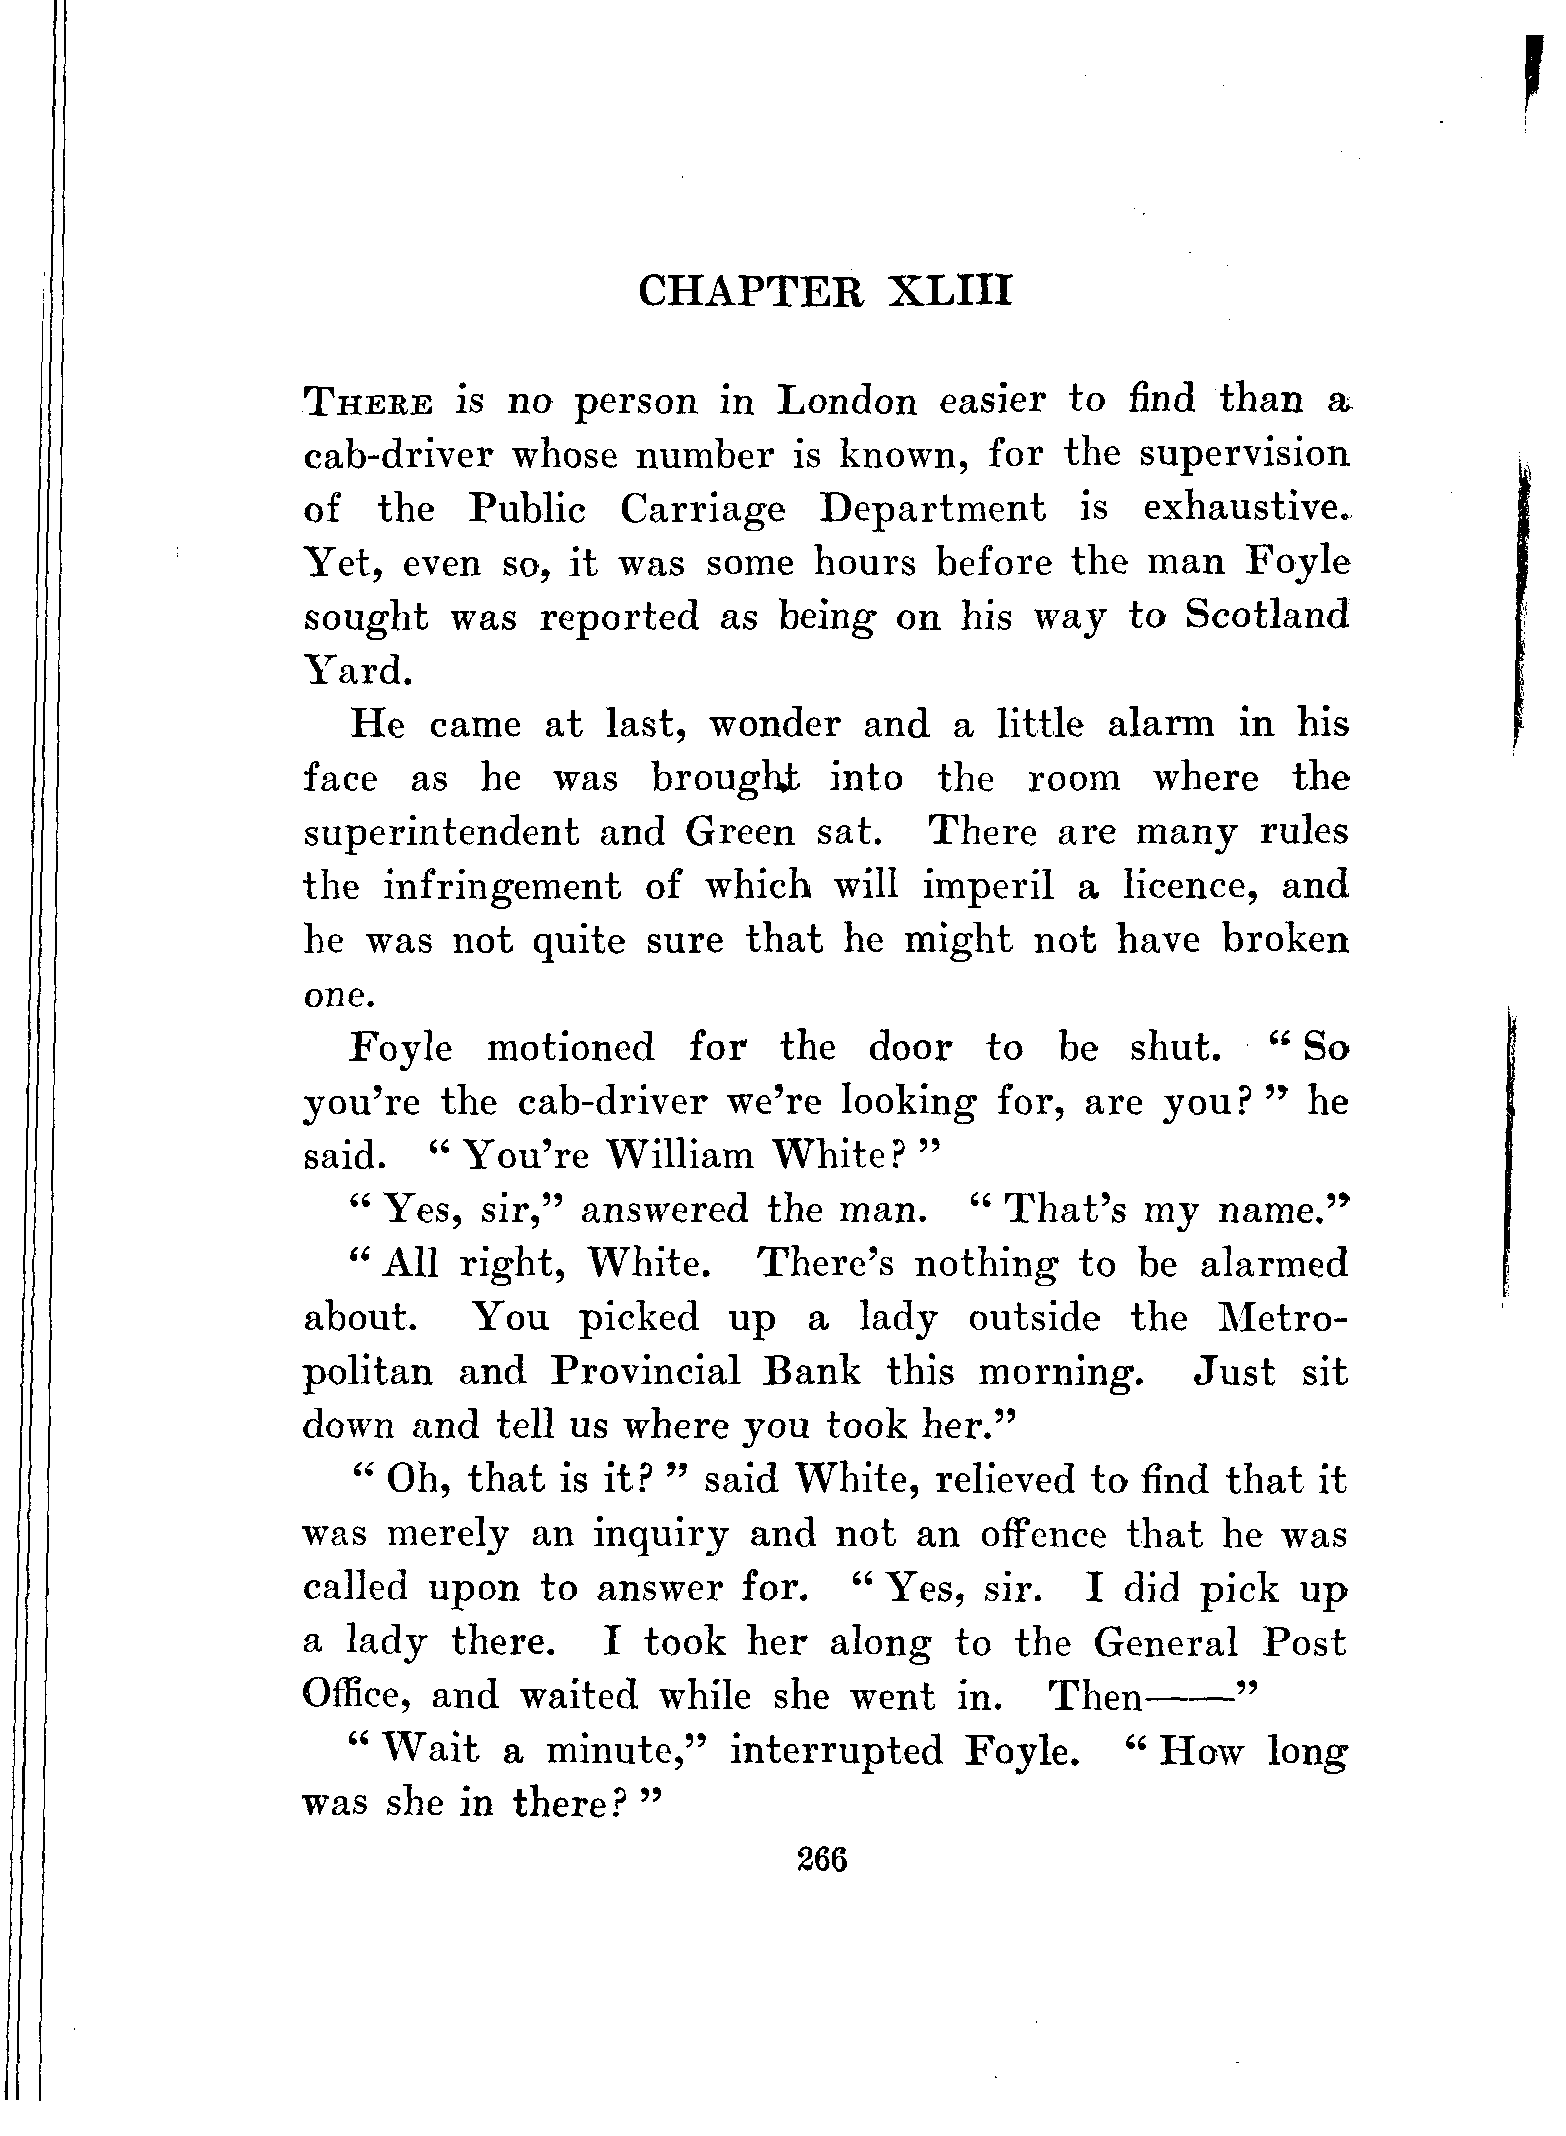 CHAPTER XLIII
THERE is no person in London easier to find than a
cab-driver whose number is known, for the supervision
of the Public Carriage Department is exhaustive.
Yet, even so, it was some hours before the man Foyle
sought was reported as being on his way to Scotland
Yard.
He came at last, wonder and a little alarm in his
face as he was brought into the room where the
superintendent and Green sat. There are many rules
the infringement of which will imperil a licence, and
he was not quite sure that he might not have broken
one.
Foyle motioned for the door to be shut. “ So
you’re the cab-driver we’re looking for, are you? ” he
said. “ You’re William White? ”
“ Yes, sir,” answered the man. “ That’s my name.”
“ All right, White. There’s nothing to be alarmed
about. You picked up a lady outside the Metro-
politan and Provincial Bank this morning. Just sit
down and tell us where you took her.”
“ Oh, that is it? ” said White, relieved to find that it
was merely an inquiry and not an offence that he was
called upon to answer for. “ Yes, sir. I did pick up
a lady there. I took her along to the General Post
Office, and waited while she went in. Then——”
“ Wait a minute,” interrupted Foyle. “ How long
was she in there? ”
266